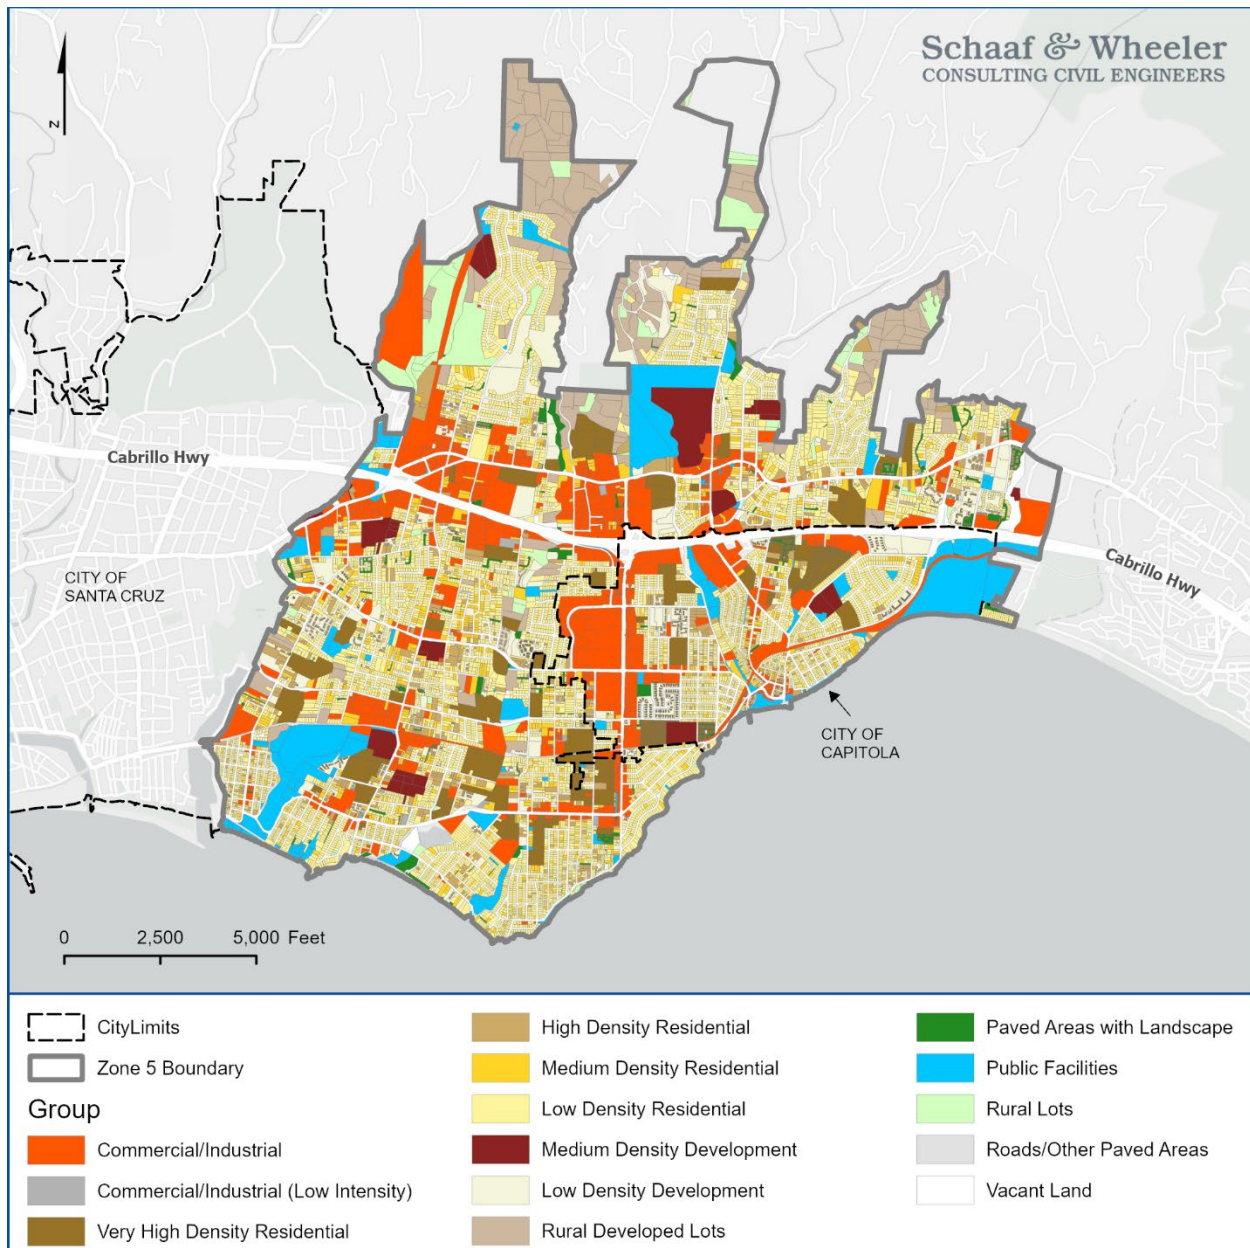 Schaaf & Wheeler
CONSULTING CIVIL ENGINEERS
N
Cabrillo Hwy
CITY OF
SANTA CRUZ
Cabrillo Hwy
CITY OF
CAPITOLA
0 2,500 5,000 Feet
CityLimits
Zone 5 Boundary
Group
Commercial/Industrial
Commercial/Industrial (Low Intensity)
Very High Density Residential
High Density Residential
Medium Density Residential
Low Density Residential
Medium Density Development
Low Density Development
Rural Developed Lots
Paved Areas with Landscape
Public Facilities
Rural Lots
Roads/Other Paved Areas
Vacant Land